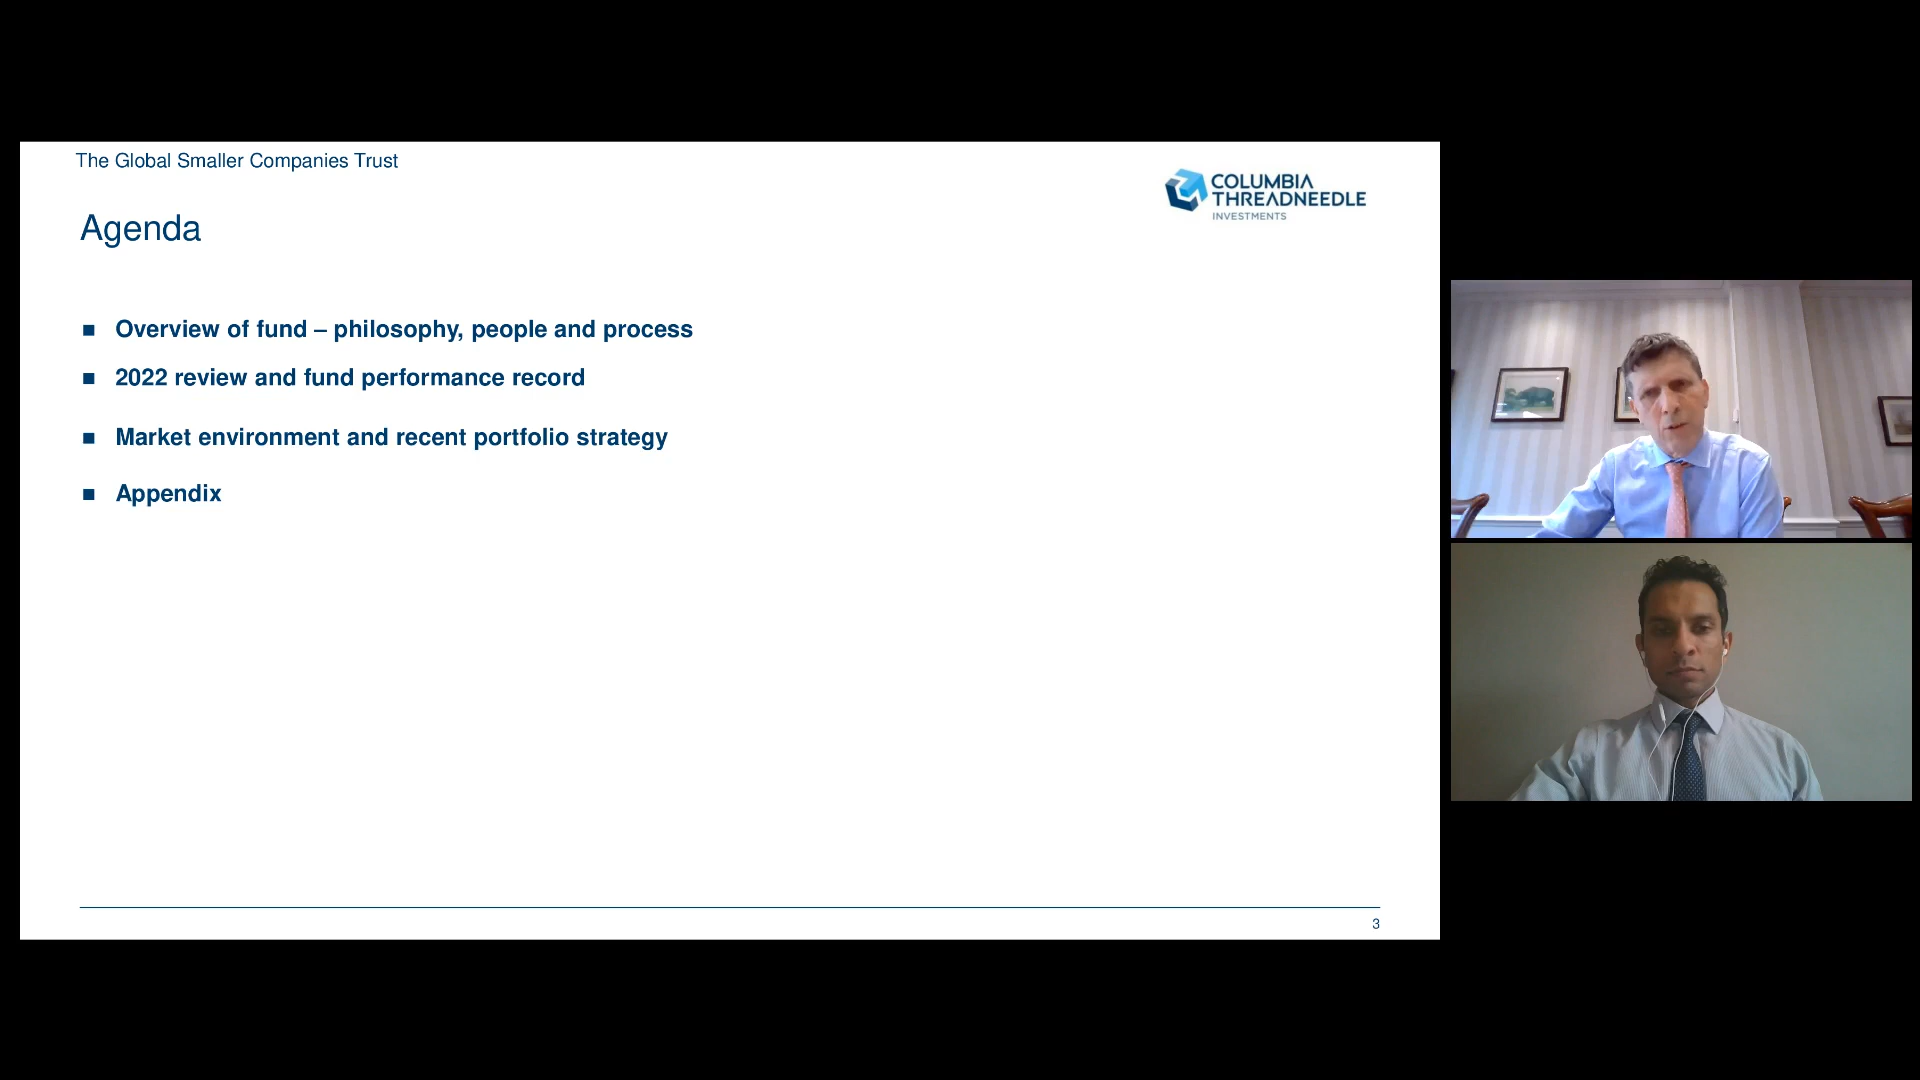 The Global Smaller Companies Trust
COLUMBIA
THREADNEEDLE
INVESTMENTS
Agenda
■ Overview of fund – philosophy, people and process
■ 2022 review and fund performance record
■ Market environment and recent portfolio strategy
■ Appendix
3